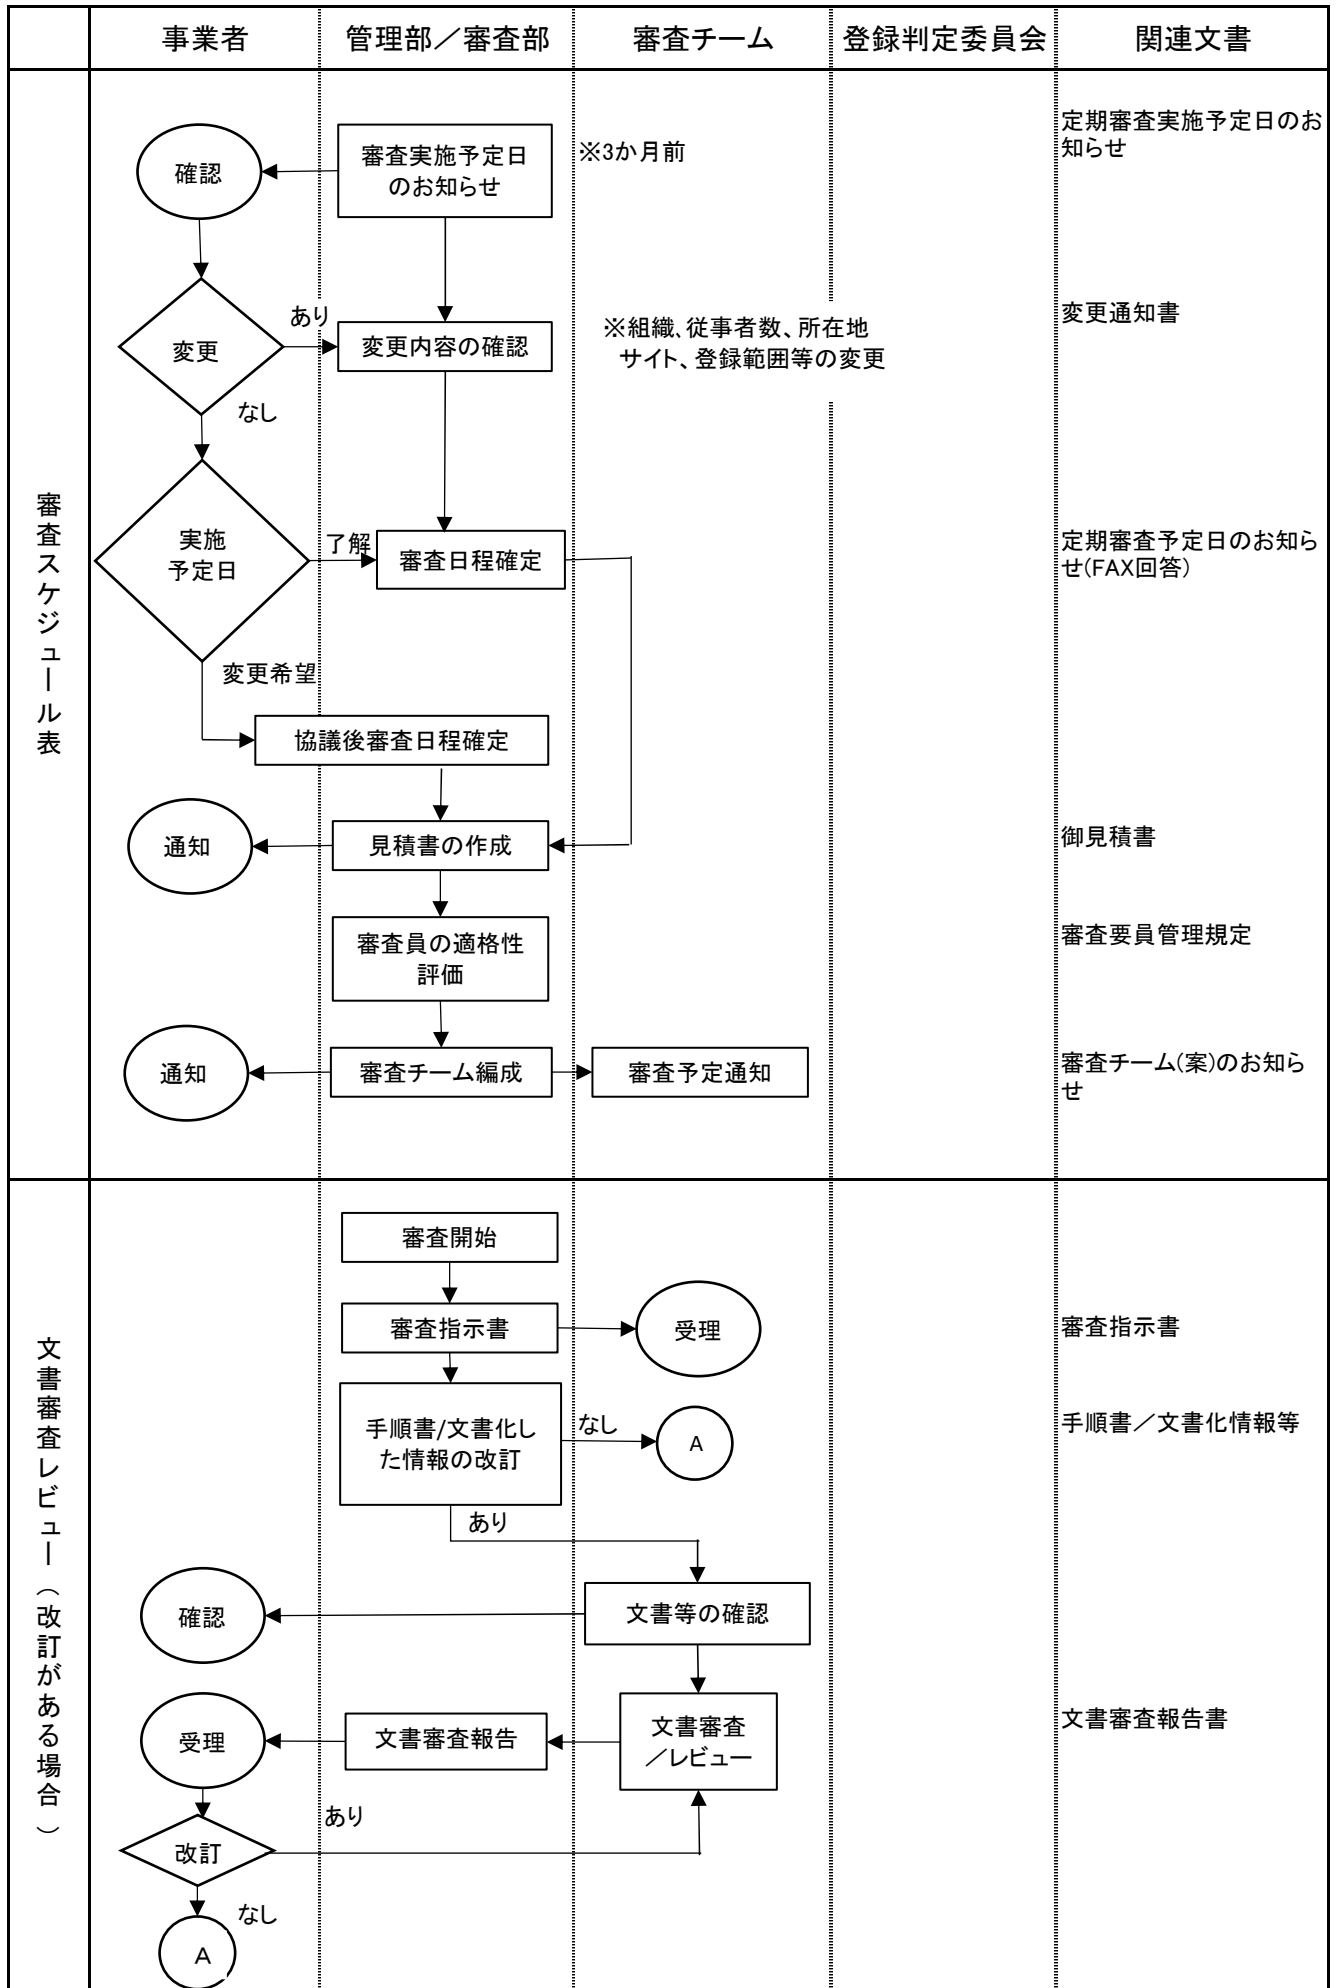 事業者
管理部／審査部
審査チーム
登録判定委員会
関連文書
審査スケジュール表
確認
審査実施予定日
のお知らせ
※3か月前
定期審査実施予定日のお
知らせ
変更
あり
変更内容の確認
※組織、従事者数、所在地
サイト、登録範囲等の変更
変更通知書
なし
実施
予定日
了解
審査日程確定
定期審査予定日のお知ら
せ(FAX回答)
変更希望
協議後審査日程確定
通知
見積書の作成
御見積書
審査員の適格性
評価
審査要員管理規定
通知
審査チーム編成
審査予定通知
審査チーム(案)のお知ら
せ
文書審査レビュー（改訂がある場合）
審査開始
審査指示書
受理
審査指示書
手順書/文書化し
た情報の改訂
なし
A
手順書／文書化情報等
あり
確認
文書等の確認
受理
文書審査報告
文書審査
／レビュー
文書審査報告書
改訂
あり
なし
A